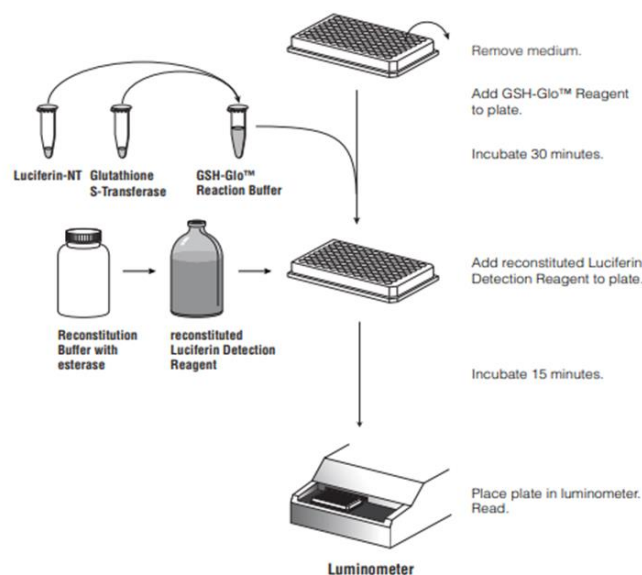 Remove medium.
Add GSH-Glo™ Reagent
to plate.
Incubate 30 minutes.
Luciferin-NT
Glutathione
S-Transferase
GSH-Glo™
Reaction Buffer
Add reconstituted Luciferin
Detection Reagent to plate.
Reconstitution
Buffer with
esterase
reconstituted
Luciferin Detection
Reagent
Incubate 15 minutes.
Place plate in luminometer.
Read.
Luminometer